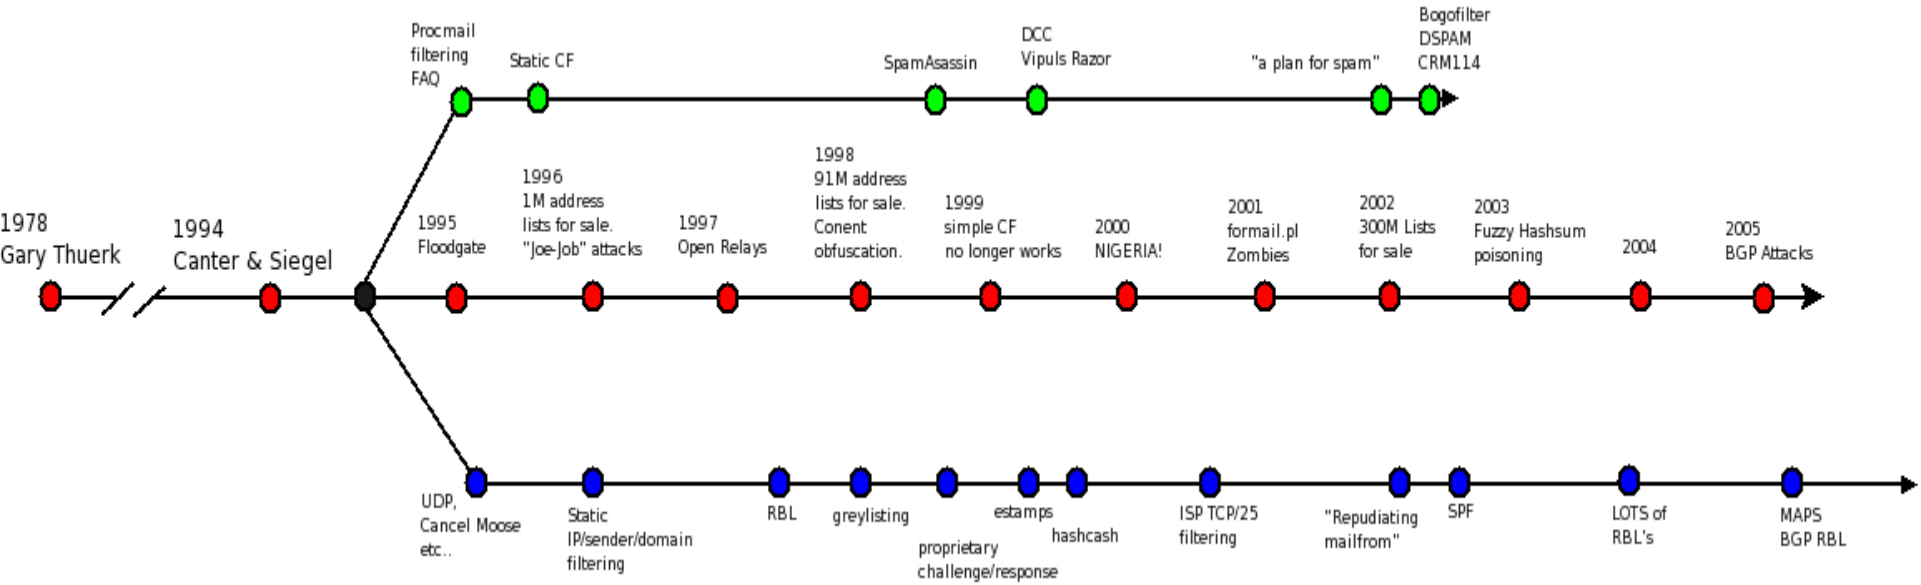 Procmail
filtering
FAQ
Static CF
SpamAsassin
DCC
Vipuls Razor
"a plan for spam"
Bogofilter
DSPAM
CRM114
1978
Gary Thuerk
1994
Canter & Siegel
1995
Floodgate
1996
1M address
lists for sale.
"Joe-Job" attacks
1997
Open Relays
1998
91M address
lists for sale.
Conent
obfuscation.
1999
simple CF
no longer works
2000
NIGERIA!
2001
formail.pl
Zombies
2002
300M Lists
for sale
2003
Fuzzy Hashsum
poisoning
2004
2005
BGP Attacks
UDP,
Cancel Moose
etc..
Static
IP/sender/domain
filtering
RBL
greylisting
proprietary
challenge/response
estamps
hashcash
ISP TCP/25
filtering
"Repudiating
mailfrom"
SPF
LOTS of
RBL's
MAPS
BGP RBL